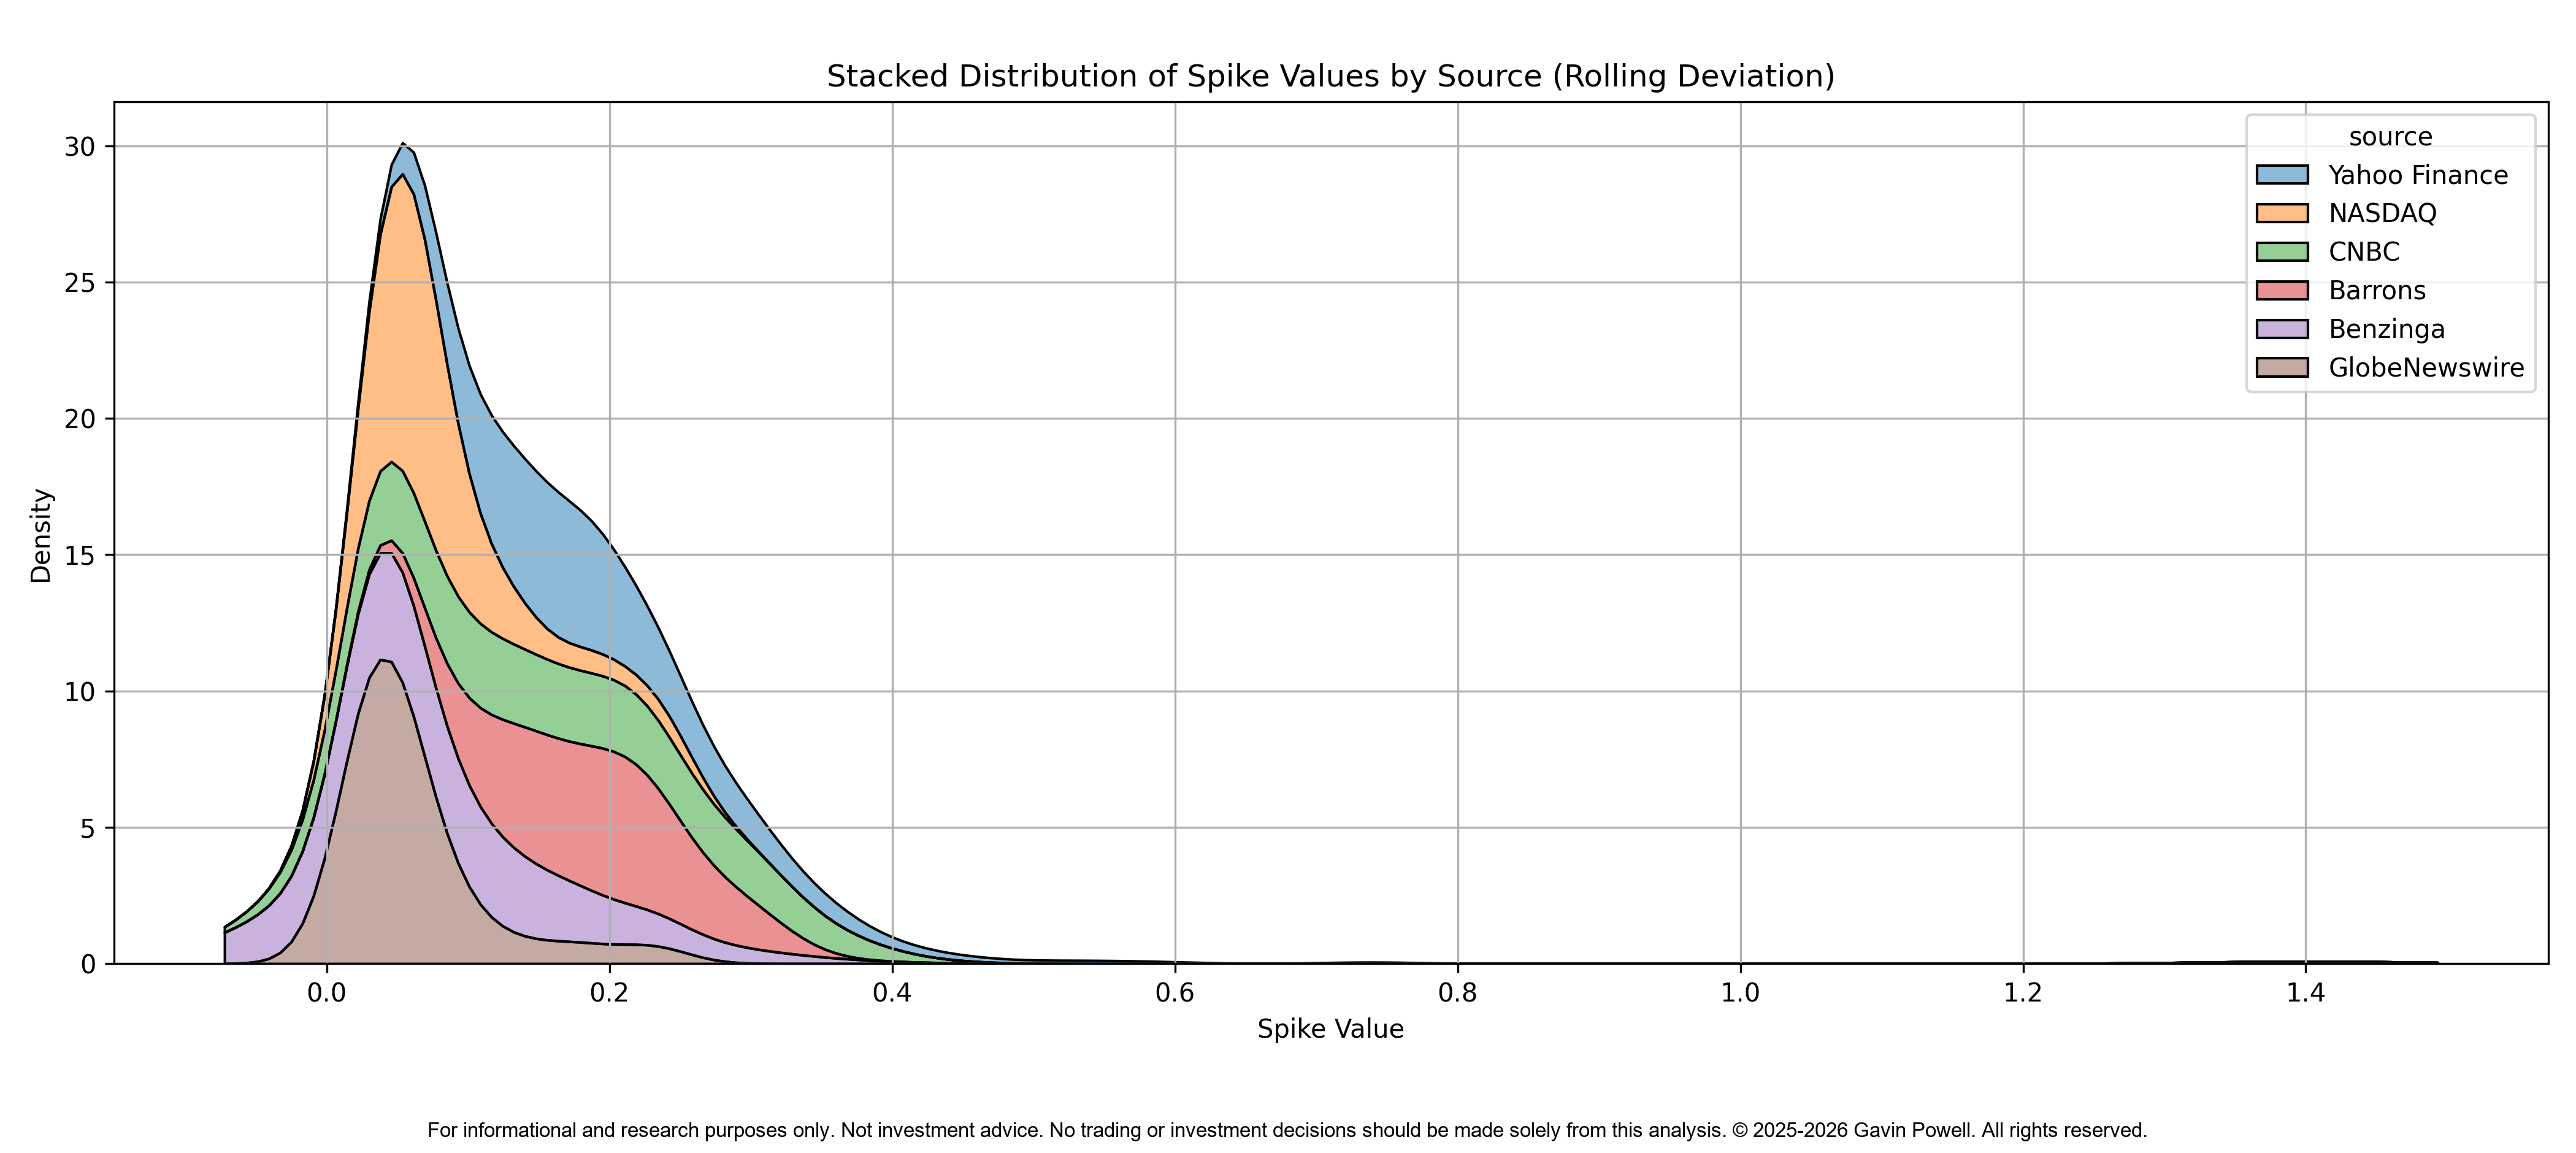 Stacked Distribution of Spike Values by Source (Rolling Deviation)
source
Yahoo Finance
NASDAQ
CNBC
Barrons
Benzinga
GlobeNewswire
30
25
20
15
10
5
0
Density
0.0 0.2 0.4 0.6 0.8 1.0 1.2 1.4
Spike Value
For informational and research purposes only. Not investment advice. No trading or investment decisions should be made solely from this analysis. © 2025-2026 Gavin Powell. All rights reserved.